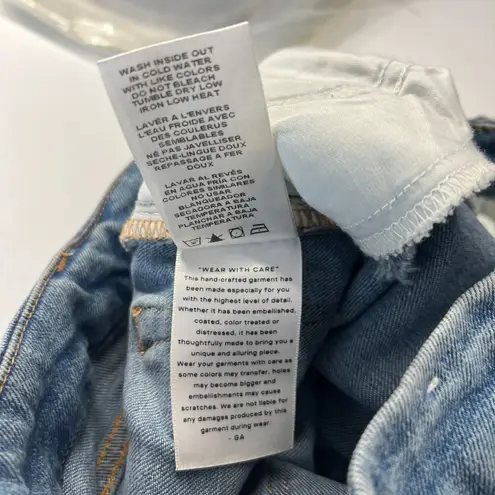 WASH INSIDE OUT
IN COLD WATER
WITH LIKE COLORS
DO NOT BLEACH
TUMBLE DRY LOW
IRON LOW HEAT
LAVER A L'ENVERS
L'EAU FROIDE AVEC
DES COULEURS
SEMBLABLES
NE PAS JAVELLISER
SECHE-LINGUE DOUX
REPASSAGE A FER
DOUX
LAVAR AL REVÉS
EN AGUA FRIA CON
COLORES SIMILARES
NO USAR
BLANQUEADOR
SECADORA A BAJA
TEMPERATURA
PLANCHAR A BAJA
TEMPERATURA
"WEAR WITH CARE"
This hand-crafted garment has
been made especially for you
with the highest level of detail.
Whether it has been embellished,
coated, color treated or
distressed, it has been
thoughtfully made to bring you a
unique and alluring piece.
Wear your garments with care as
some colors may transfer, holes
may become bigger and
embellishments may cause
scratches. We are not liable for
any damages produced by this
garment during wear.
- GA